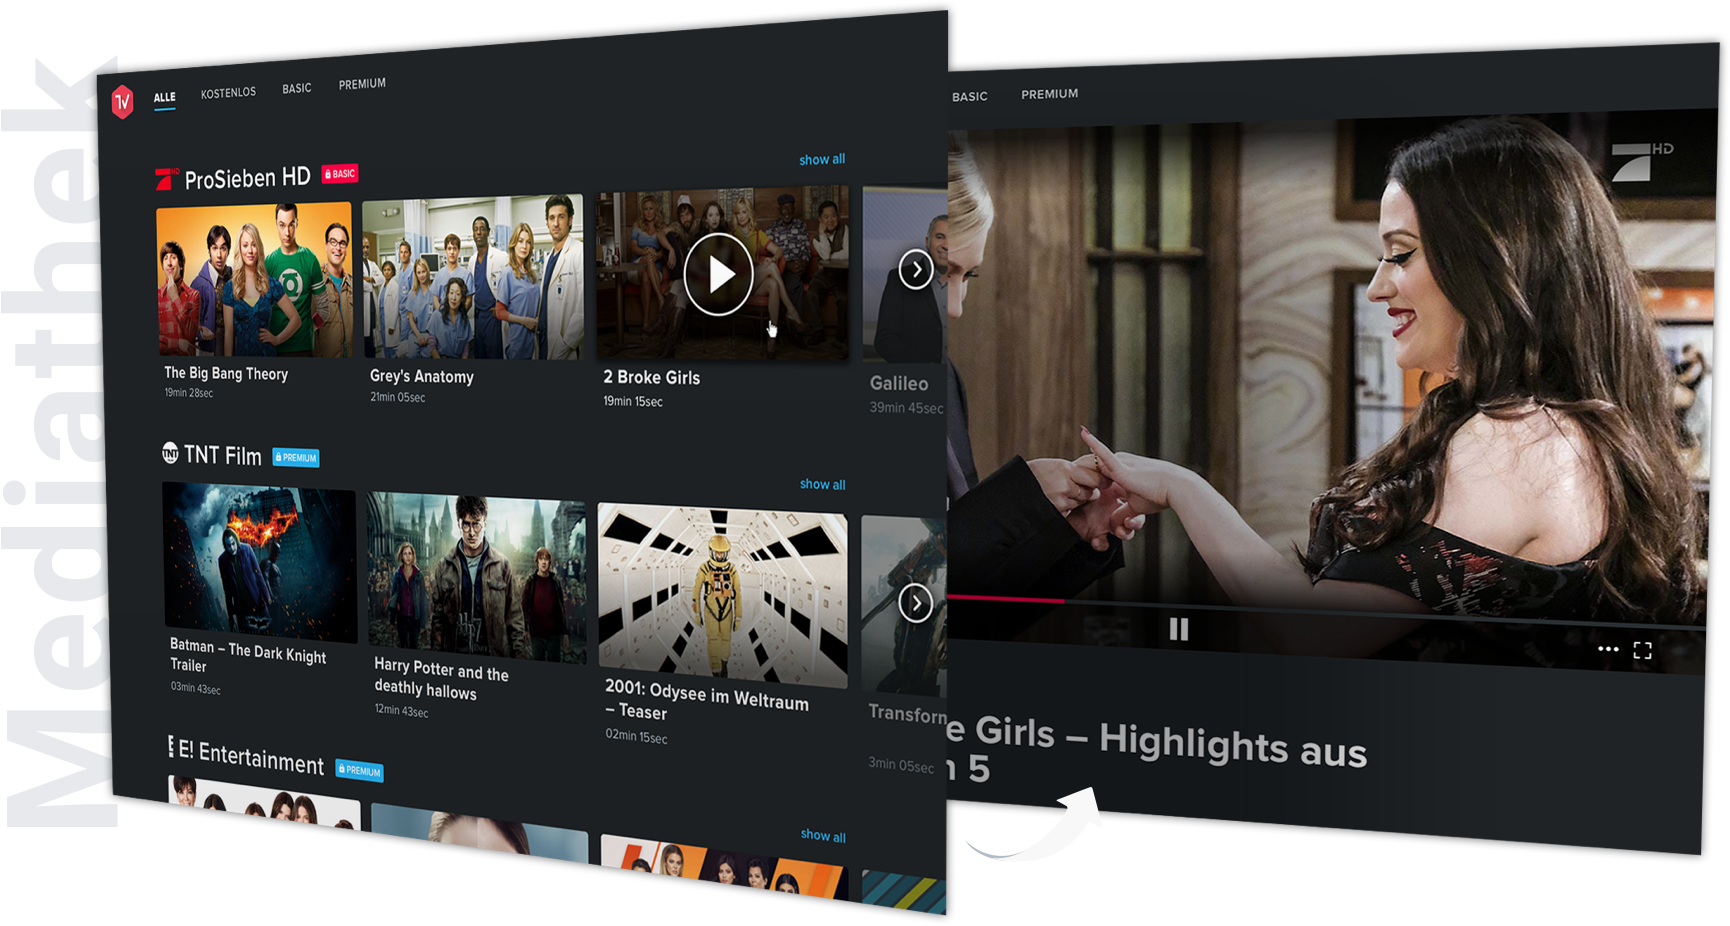 Mediathek
TV
ALLE
KOSTENLOS
BASIC
PREMIUM
ProSieben HD
BASIC
show all
The Big Bang Theory
19min 28sec
Grey's Anatomy
21min 05sec
2 Broke Girls
19min 15sec
Galileo
39min 45sec
TNT
TNT Film
PREMIUM
show all
Batman – The Dark Knight
Trailer
03min 43sec
Harry Potter and the
deathly hallows
12min 43sec
2001: Odysee im Weltraum
– Teaser
02min 15sec
Transform
3min 05sec
E! Entertainment
PREMIUM
show all
BASIC
PREMIUM
HD
e Girls – Highlights aus
n 5